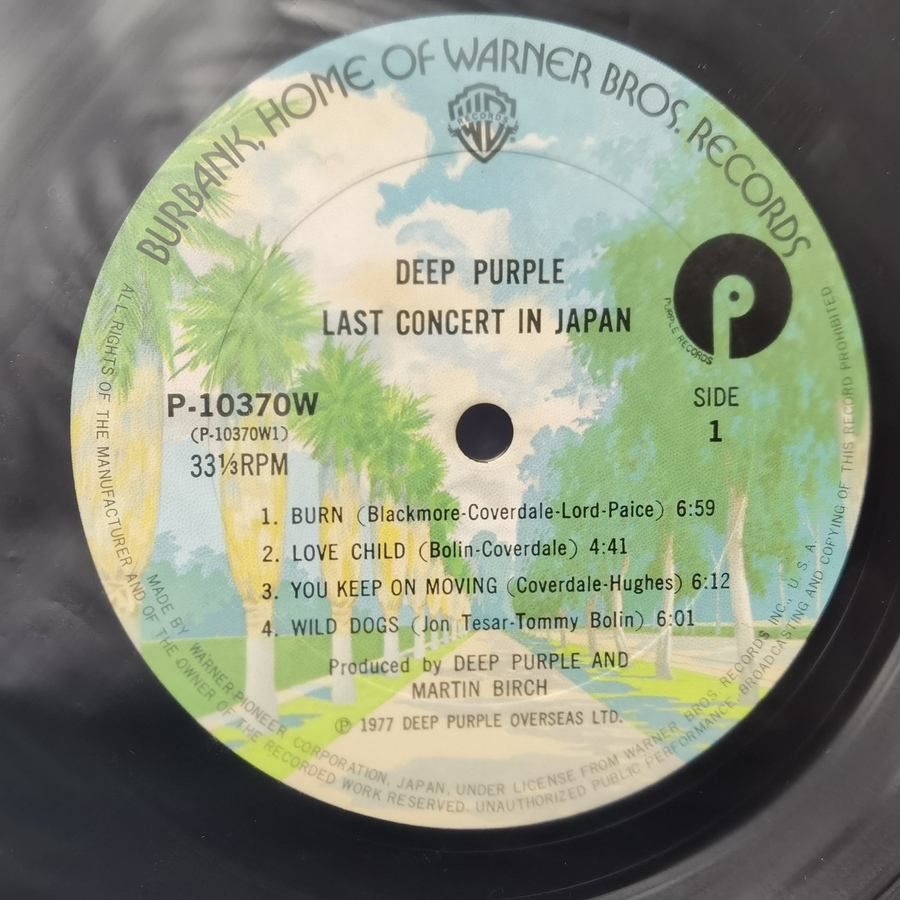 BURBANK, HOME OF WARNER BROS. RECORDS
WB
RECORDS
DEEP PURPLE
LAST CONCERT IN JAPAN
PURPLE RECORDS
P-10370W
(P-10370W1)
33⅓RPM
SIDE
1
1. BURN (Blackmore-Coverdale-Lord-Paice) 6:59
2. LOVE CHILD (Bolin-Coverdale) 4:41
3. YOU KEEP ON MOVING (Coverdale-Hughes) 6:12
4. WILD DOGS (Jon Tesar-Tommy Bolin) 6:01
Produced by DEEP PURPLE AND
MARTIN BIRCH
Ⓟ 1977 DEEP PURPLE OVERSEAS LTD.
MADE BY WARNER-PIONEER CORPORATION, JAPAN, UNDER LICENSE FROM WARNER BROS. RECORDS INC., U.S.A.
ALL RIGHTS OF THE MANUFACTURER AND OF THE OWNER OF THE RECORDED WORK RESERVED. UNAUTHORIZED PUBLIC PERFORMANCE BROADCASTING AND COPYING OF THIS RECORD PROHIBITED